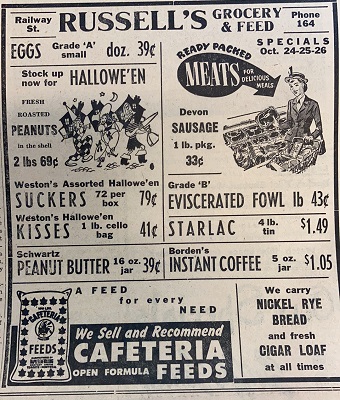 Railway St.
RUSSELL'S
GROCERY & FEED
Phone 164
EGGS Grade 'A' small doz. 39¢
SPECIALS
Oct. 24-25-26
Stock up now for HALLOWE'EN
FRESH
ROASTED
PEANUTS
in the shell
2 lbs 69¢
READY PACKED
MEATS FOR DELICIOUS MEALS
Devon
SAUSAGE
1 lb. pkg.
33¢
Weston's Assorted Hallowe'en
SUCKERS 72 per box 79¢
Weston's Hallowe'en
KISSES 1 lb. cello bag 41¢
Grade 'B'
EVISCERATED FOWL lb 43¢
STARLAC 4 lb. tin $1.49
Schwartz
PEANUT BUTTER 16 oz. jar 39¢
Borden's
INSTANT COFFEE 5 oz. jar $1.05
A FEED
for every
NEED
CAFETERIA
FEEDS
We Sell and Recommend
CAFETERIA
OPEN FORMULA FEEDS
We carry
NICKEL RYE
BREAD
and fresh
CIGAR LOAF
at all times